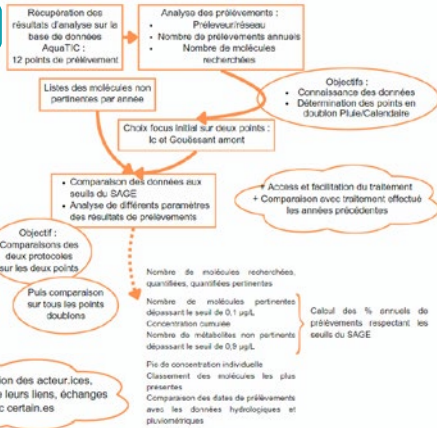 Récupération des
résultats d'analyse sur la
base de données
AquaTIC :
12 points de prélèvement
Analyse des prélèvements :
• Préleveur/réseau
• Nombre de prélèvements annuels
• Nombre de molécules
recherchées
Objectifs :
• Connaissance des données
• Détermination des points en
doublon Pluie/Calendaire
Listes des molécules non
pertinentes par année
Choix focus initial sur deux points :
Ic et Gouëssant amont
• Comparaison des données aux
seuils du SAGE
• Analyse de différents paramètres
des résultats de prélèvements
+ Access et facilitation du traitement
+ Comparaison avec traitement effectué
les années précédentes
Objectif :
Comparaisons des
deux protocoles
sur les deux points
Puis comparaison
sur tous les points
doublons
Nombre de molécules recherchées,
quantifiées, quantifiées pertinentes
Nombre de molécules pertinentes
dépassant le seuil de 0,1 µg/L
Concentration cumulée
Nombre de métabolites non pertinents
dépassant le seuil de 0,9 µg/L
Calcul des % annuels de
prélèvements respectant les
seuils du SAGE
Pic de concentration individuelle
Classement des molécules les plus
présentes
Comparaison des dates de prélèvements
avec les données hydrologiques et
pluviométriques
ion des acteur.ices,
e leurs liens, échanges
c certain.es